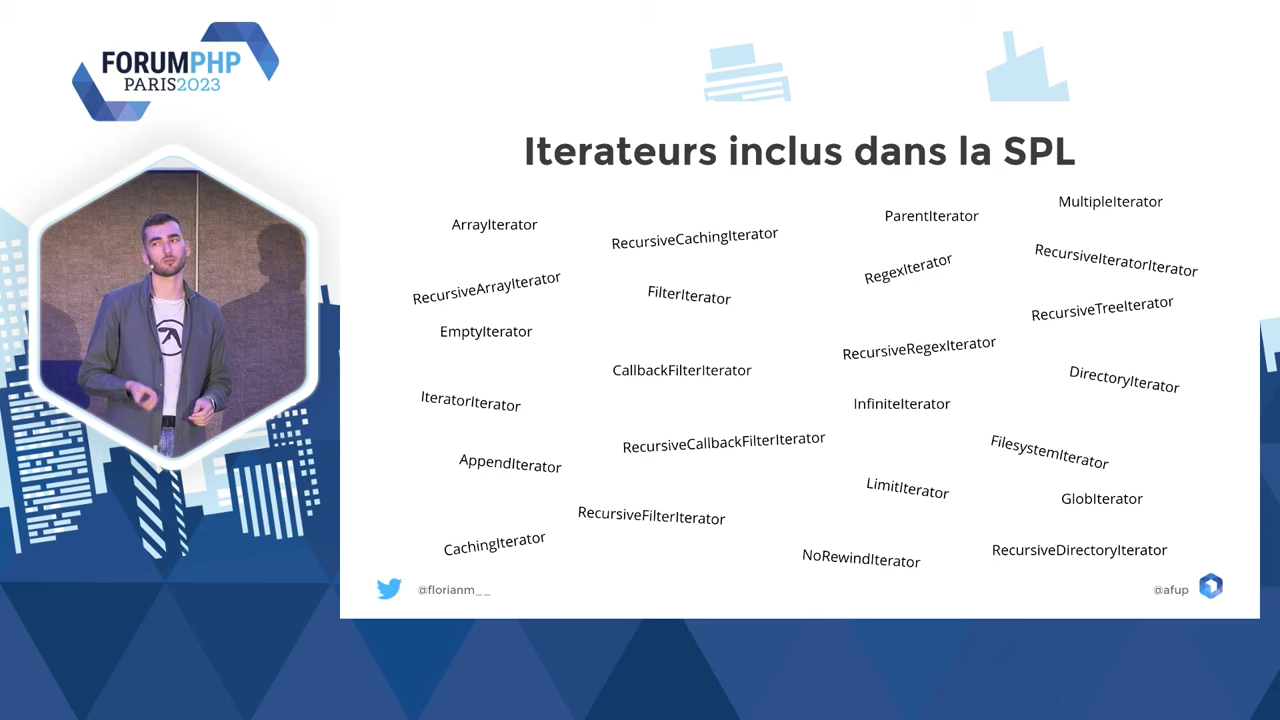 FORUMPHP
PARIS2023
Iterateurs inclus dans la SPL
ArrayIterator
RecursiveCachingIterator
ParentIterator
MultipleIterator
RecursiveArrayIterator
FilterIterator
RegexIterator
RecursiveIteratorIterator
EmptyIterator
RecursiveTreeIterator
CallbackFilterIterator
RecursiveRegexIterator
DirectoryIterator
IteratorIterator
InfiniteIterator
RecursiveCallbackFilterIterator
FilesystemIterator
AppendIterator
LimitIterator
GlobIterator
RecursiveFilterIterator
CachingIterator
NoRewindIterator
RecursiveDirectoryIterator
@florianm__
@afup